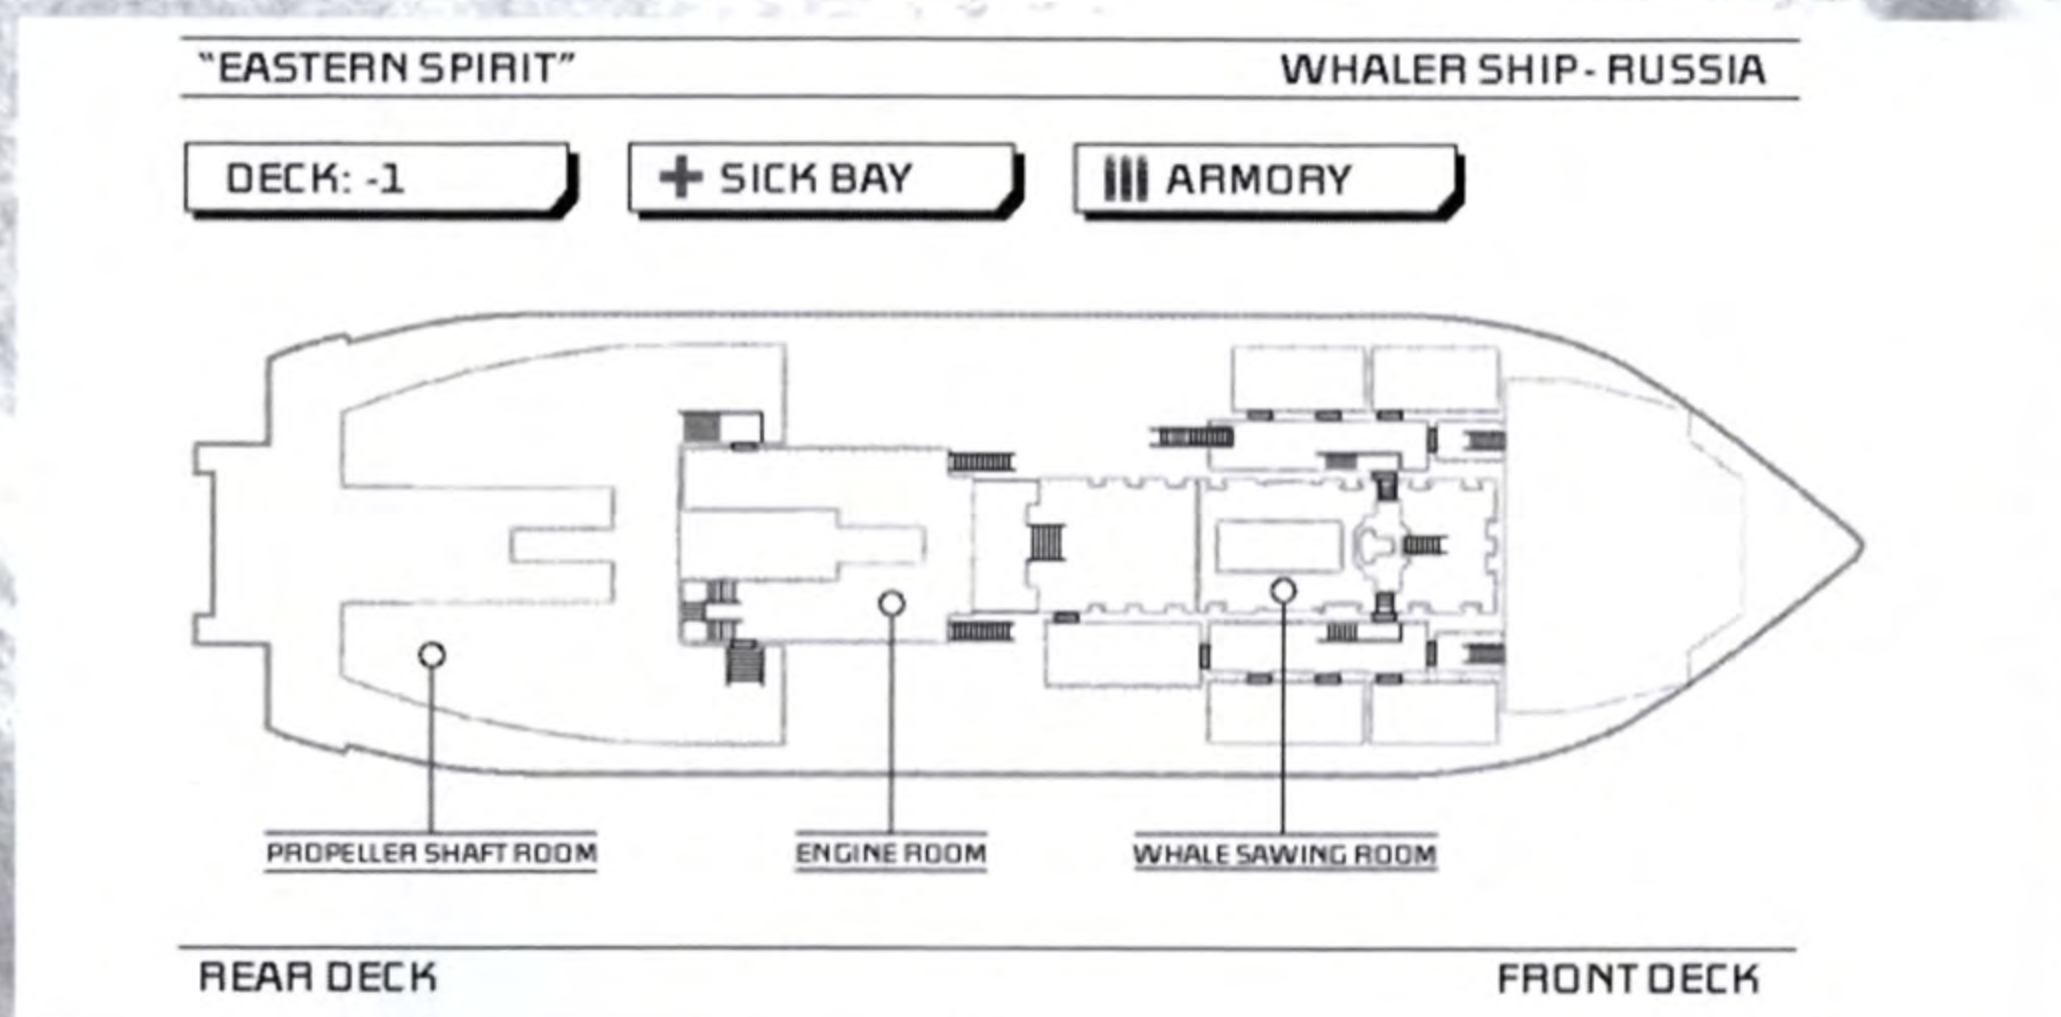 "EASTERN SPIRIT" WHALER SHIP - RUSSIA
DECK: -1 SICK BAY ARMORY
PROPELLER SHAFT ROOM ENGINE ROOM WHALE SAWING ROOM
REAR DECK FRONT DECK